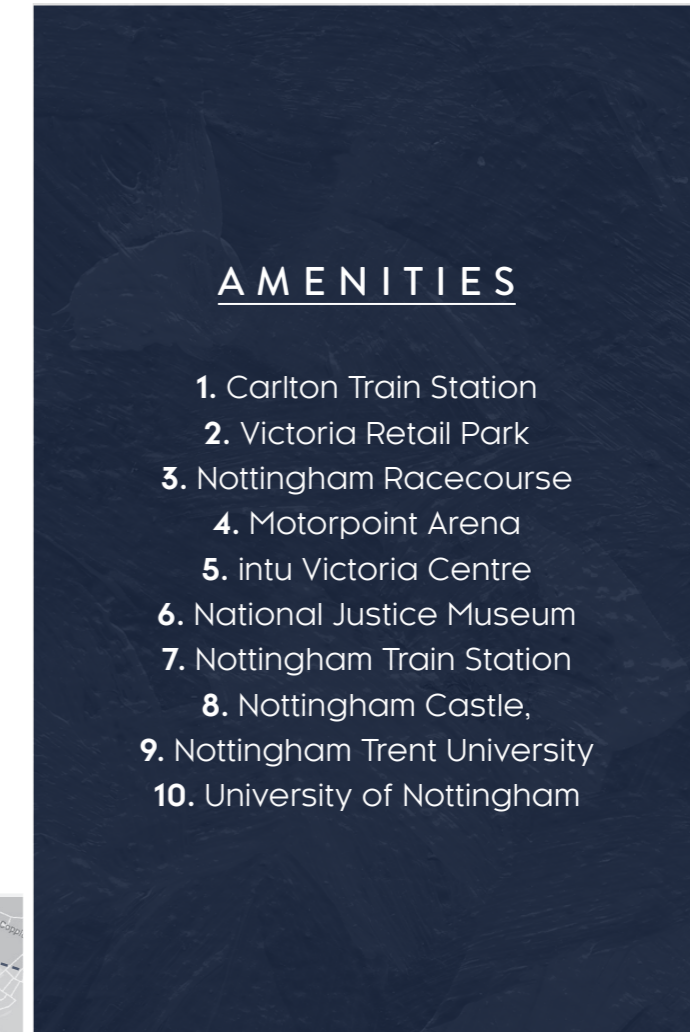 AMENITIES
1. Carlton Train Station
2. Victoria Retail Park
3. Nottingham Racecourse
4. Motorpoint Arena
5. intu Victoria Centre
6. National Justice Museum
7. Nottingham Train Station
8. Nottingham Castle,
9. Nottingham Trent University
10. University of Nottingham